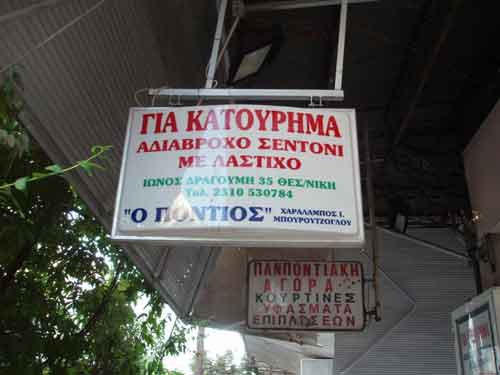 ΓΙΑ ΚΑΤΟΥΡΗΜΑ
ΑΔΙΑΒΡΟΧΟ ΣΕΝΤΟΝΙ
ΜΕ ΛΑΣΤΙΧΟ
ΙΩΝΟΣ ΔΡΑΓΟΥΜΗ 35 ΘΕΣ/ΝΙΚΗ
Τηλ. 2310 530784
"Ο ΠΟΝΤΙΟΣ" ΧΑΡΑΛΑΜΠΟΣ Ι.
ΜΠΟΥΡΟΥΤΖΟΓΛΟΥ
ΠΑΝΠΟΝΤΙΑΚΗ
ΑΓΟΡΑ
ΚΟΥΡΤΙΝΕΣ
ΥΦΑΣΜΑΤΑ
ΕΠΙΠΛΩΣΕΩΝ